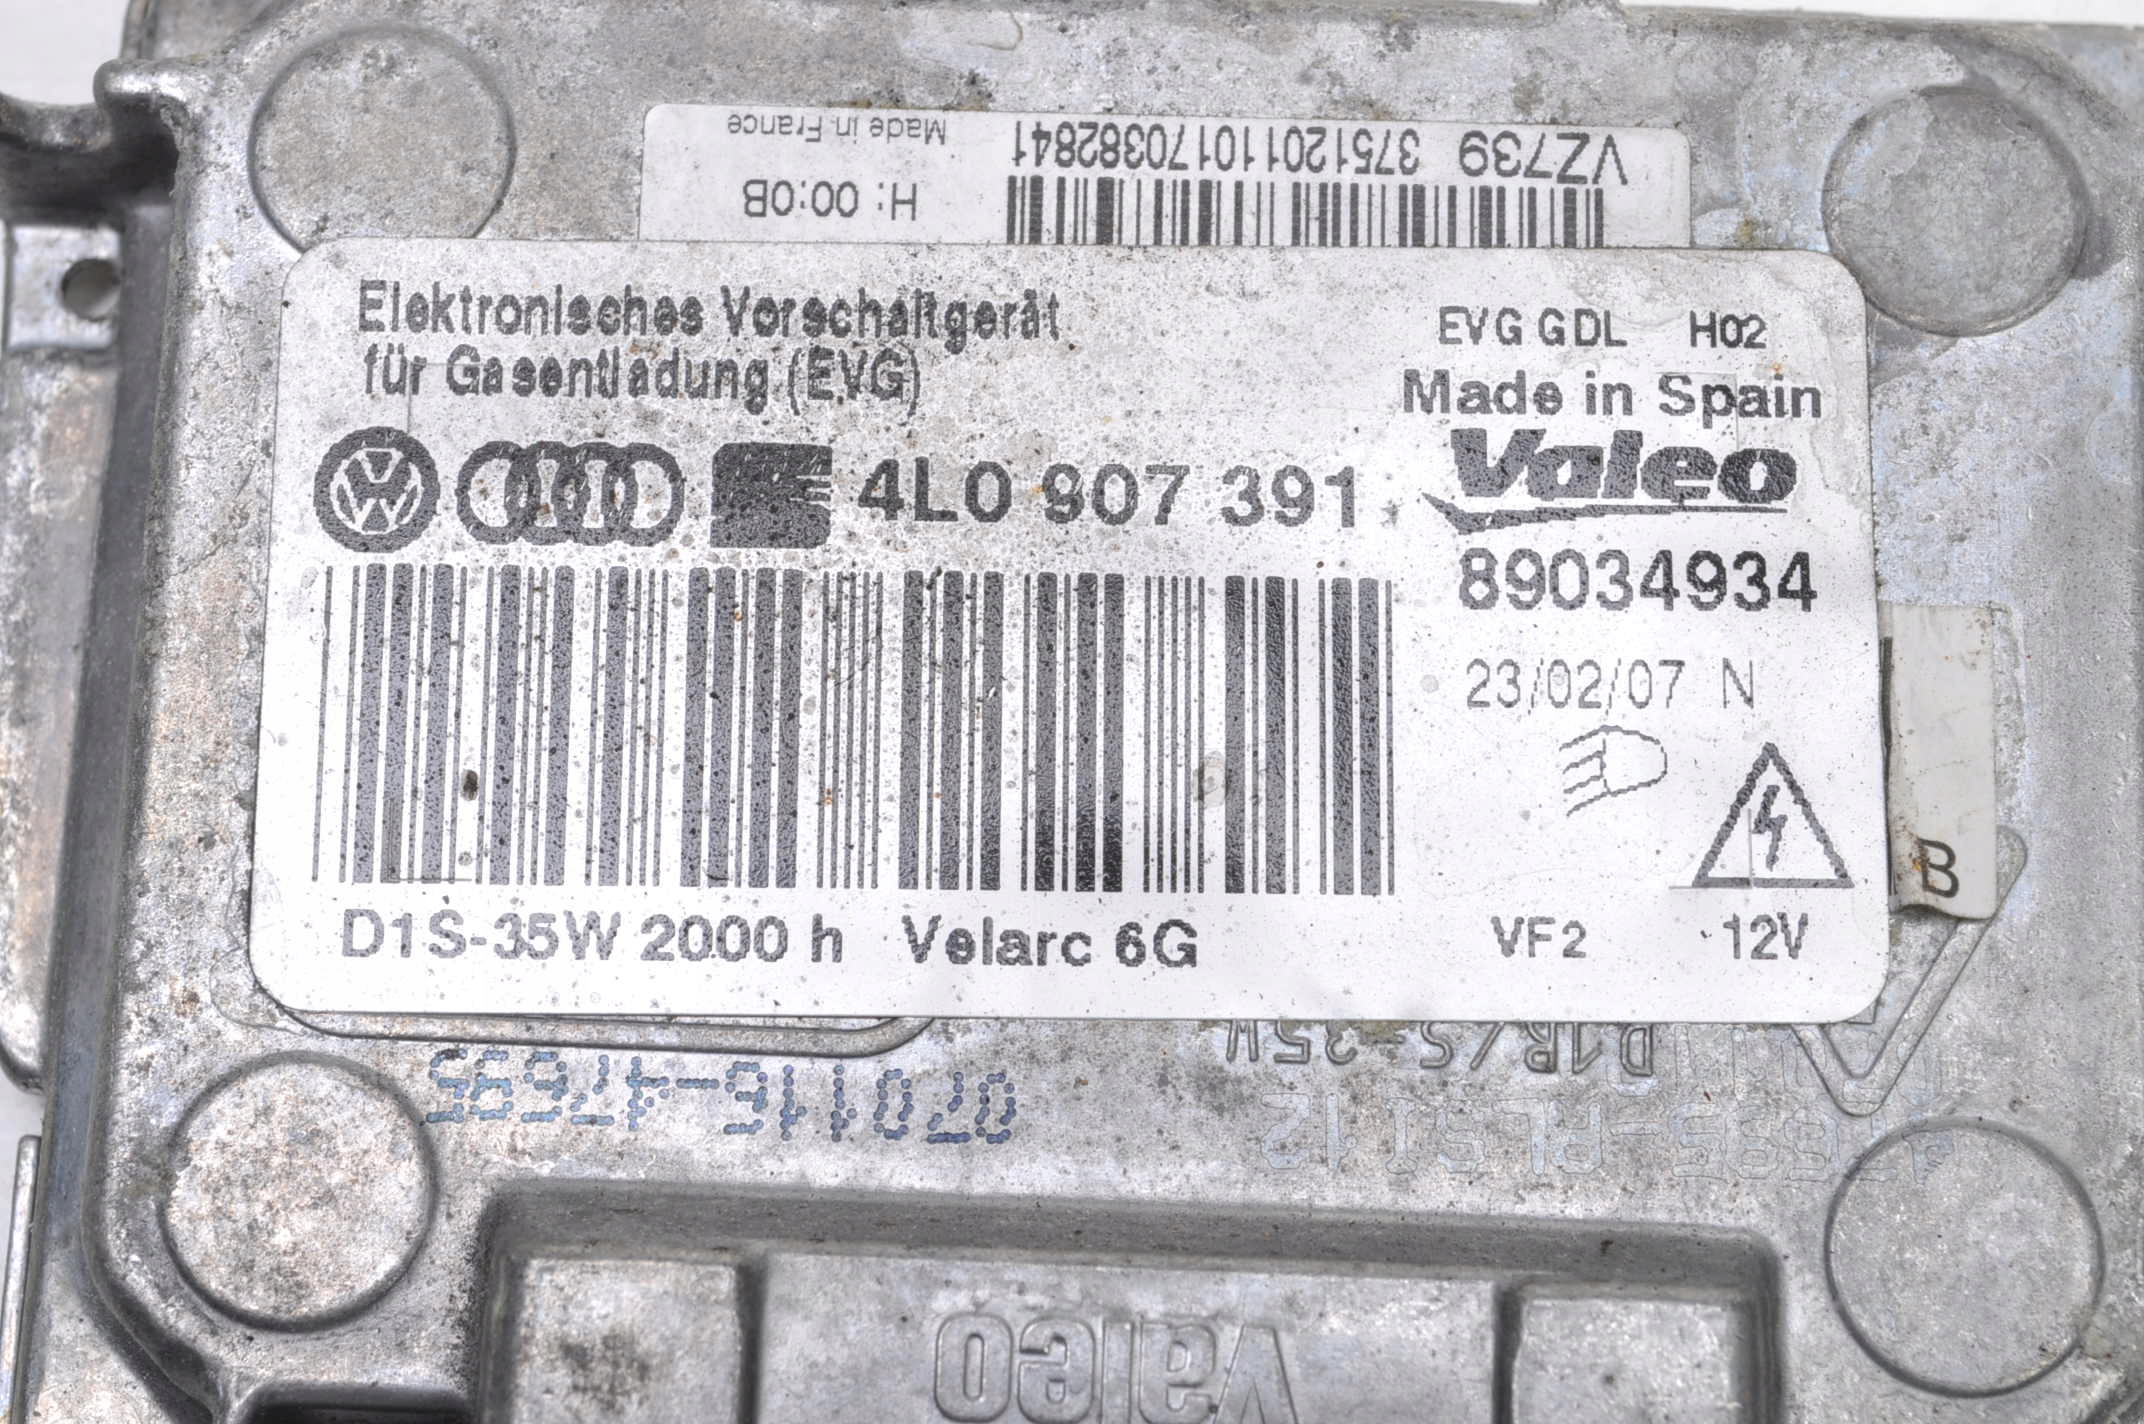 VZ739 3751201101170382841 Made in France
H: 00:0B
Elektronisches Vorschaltgerät
für Gasentladung (EVG)
EVG GDL H02
Made in Spain
4L0 907 391
Valeo
89034934
23/02/07 N
D1S-35W 2000 h Velarc 6G
VF2 12V
B
D1R/S-35W
070116-47695
Valeo